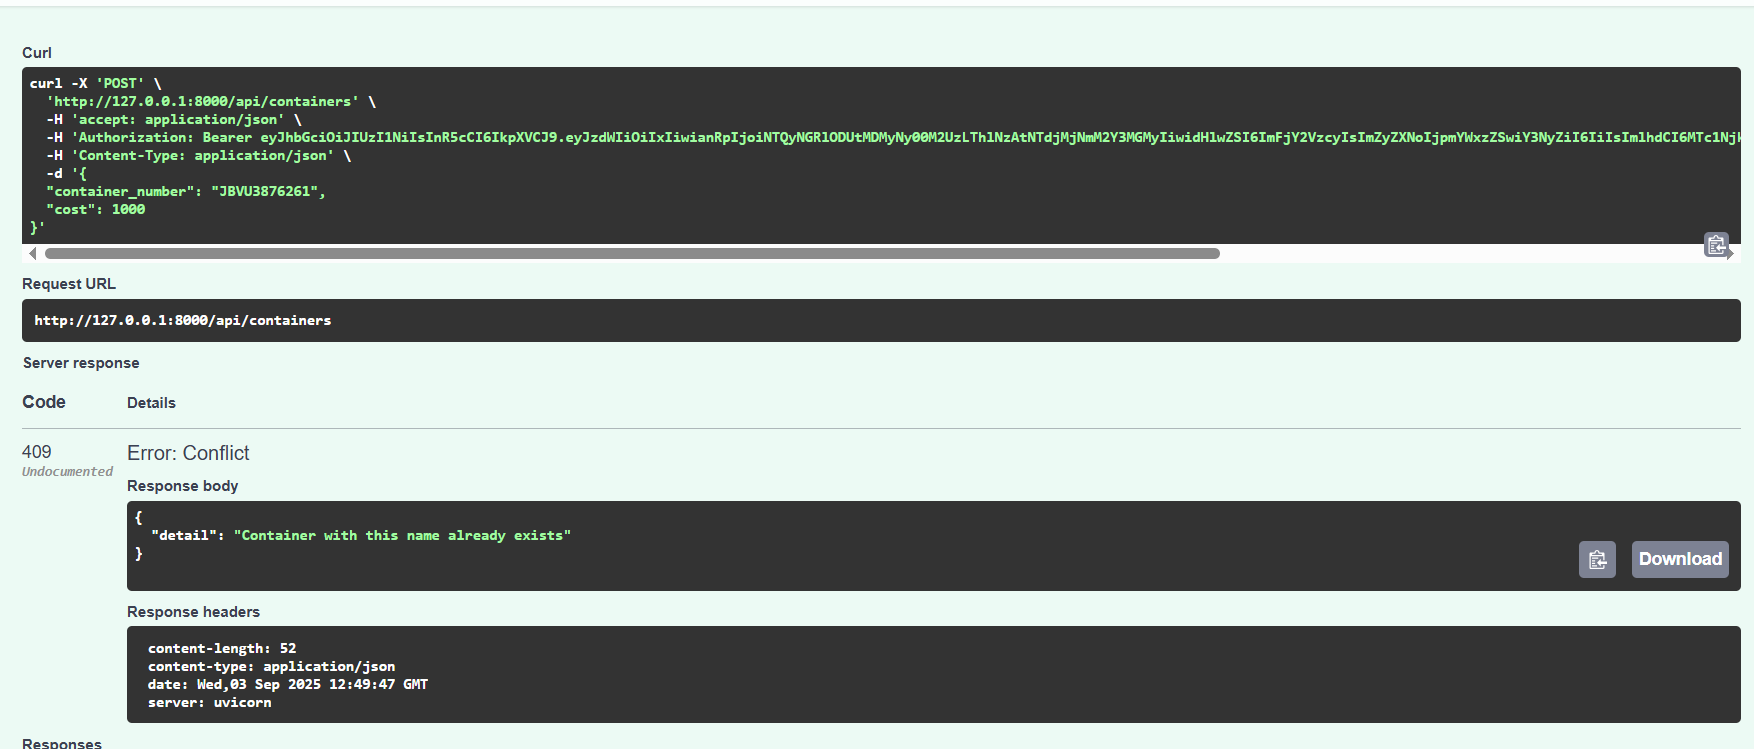 Curl
curl -X 'POST' \
'http://127.0.0.1:8000/api/containers' \
-H 'accept: application/json' \
-H 'Authorization: Bearer
-H 'Content-Type: application/json' \
-d '{
"container_number": "JBVU3876261",
"cost": 1000
}'
Request URL
http://127.0.0.1:8000/api/containers
Server response
Code Details
409 Error: Conflict
Undocumented
Response body
{
"detail": "Container with this name already exists"
}
Download
Response headers
content-length: 52
content-type: application/json
date: Wed,03 Sep 2025 12:49:47 GMT
server: uvicorn
Responses